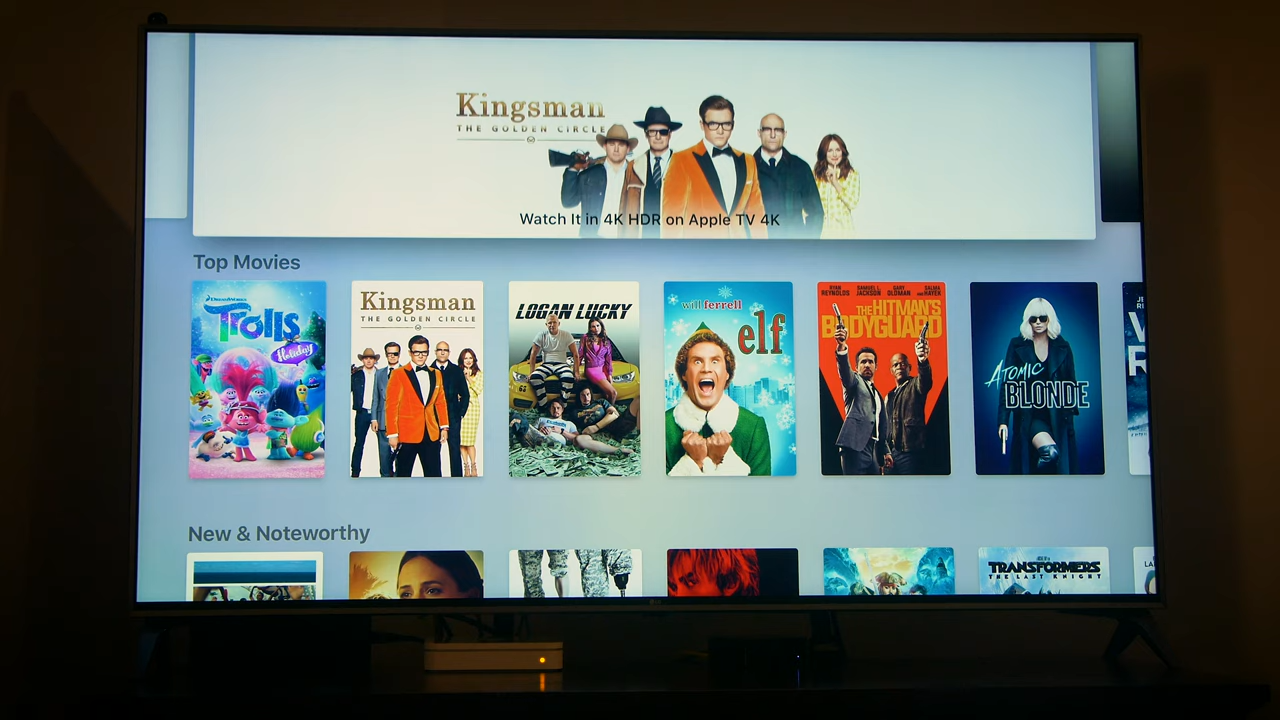 Kingsman
THE GOLDEN CIRCLE
Watch It in 4K HDR on Apple TV 4K
Top Movies
DreamWorks
Trolls
Holiday
Kingsman
THE GOLDEN CIRCLE
LOGAN LUCKY
will ferrell
elf
RYAN REYNOLDS
SAMUEL L. JACKSON
GARY OLDMAN
SALMA HAYEK
THE HITMAN'S
BODYGUARD
ATOMIC
BLONDE
New & Noteworthy
TRANSFORMERS
THE LAST KNIGHT
LG